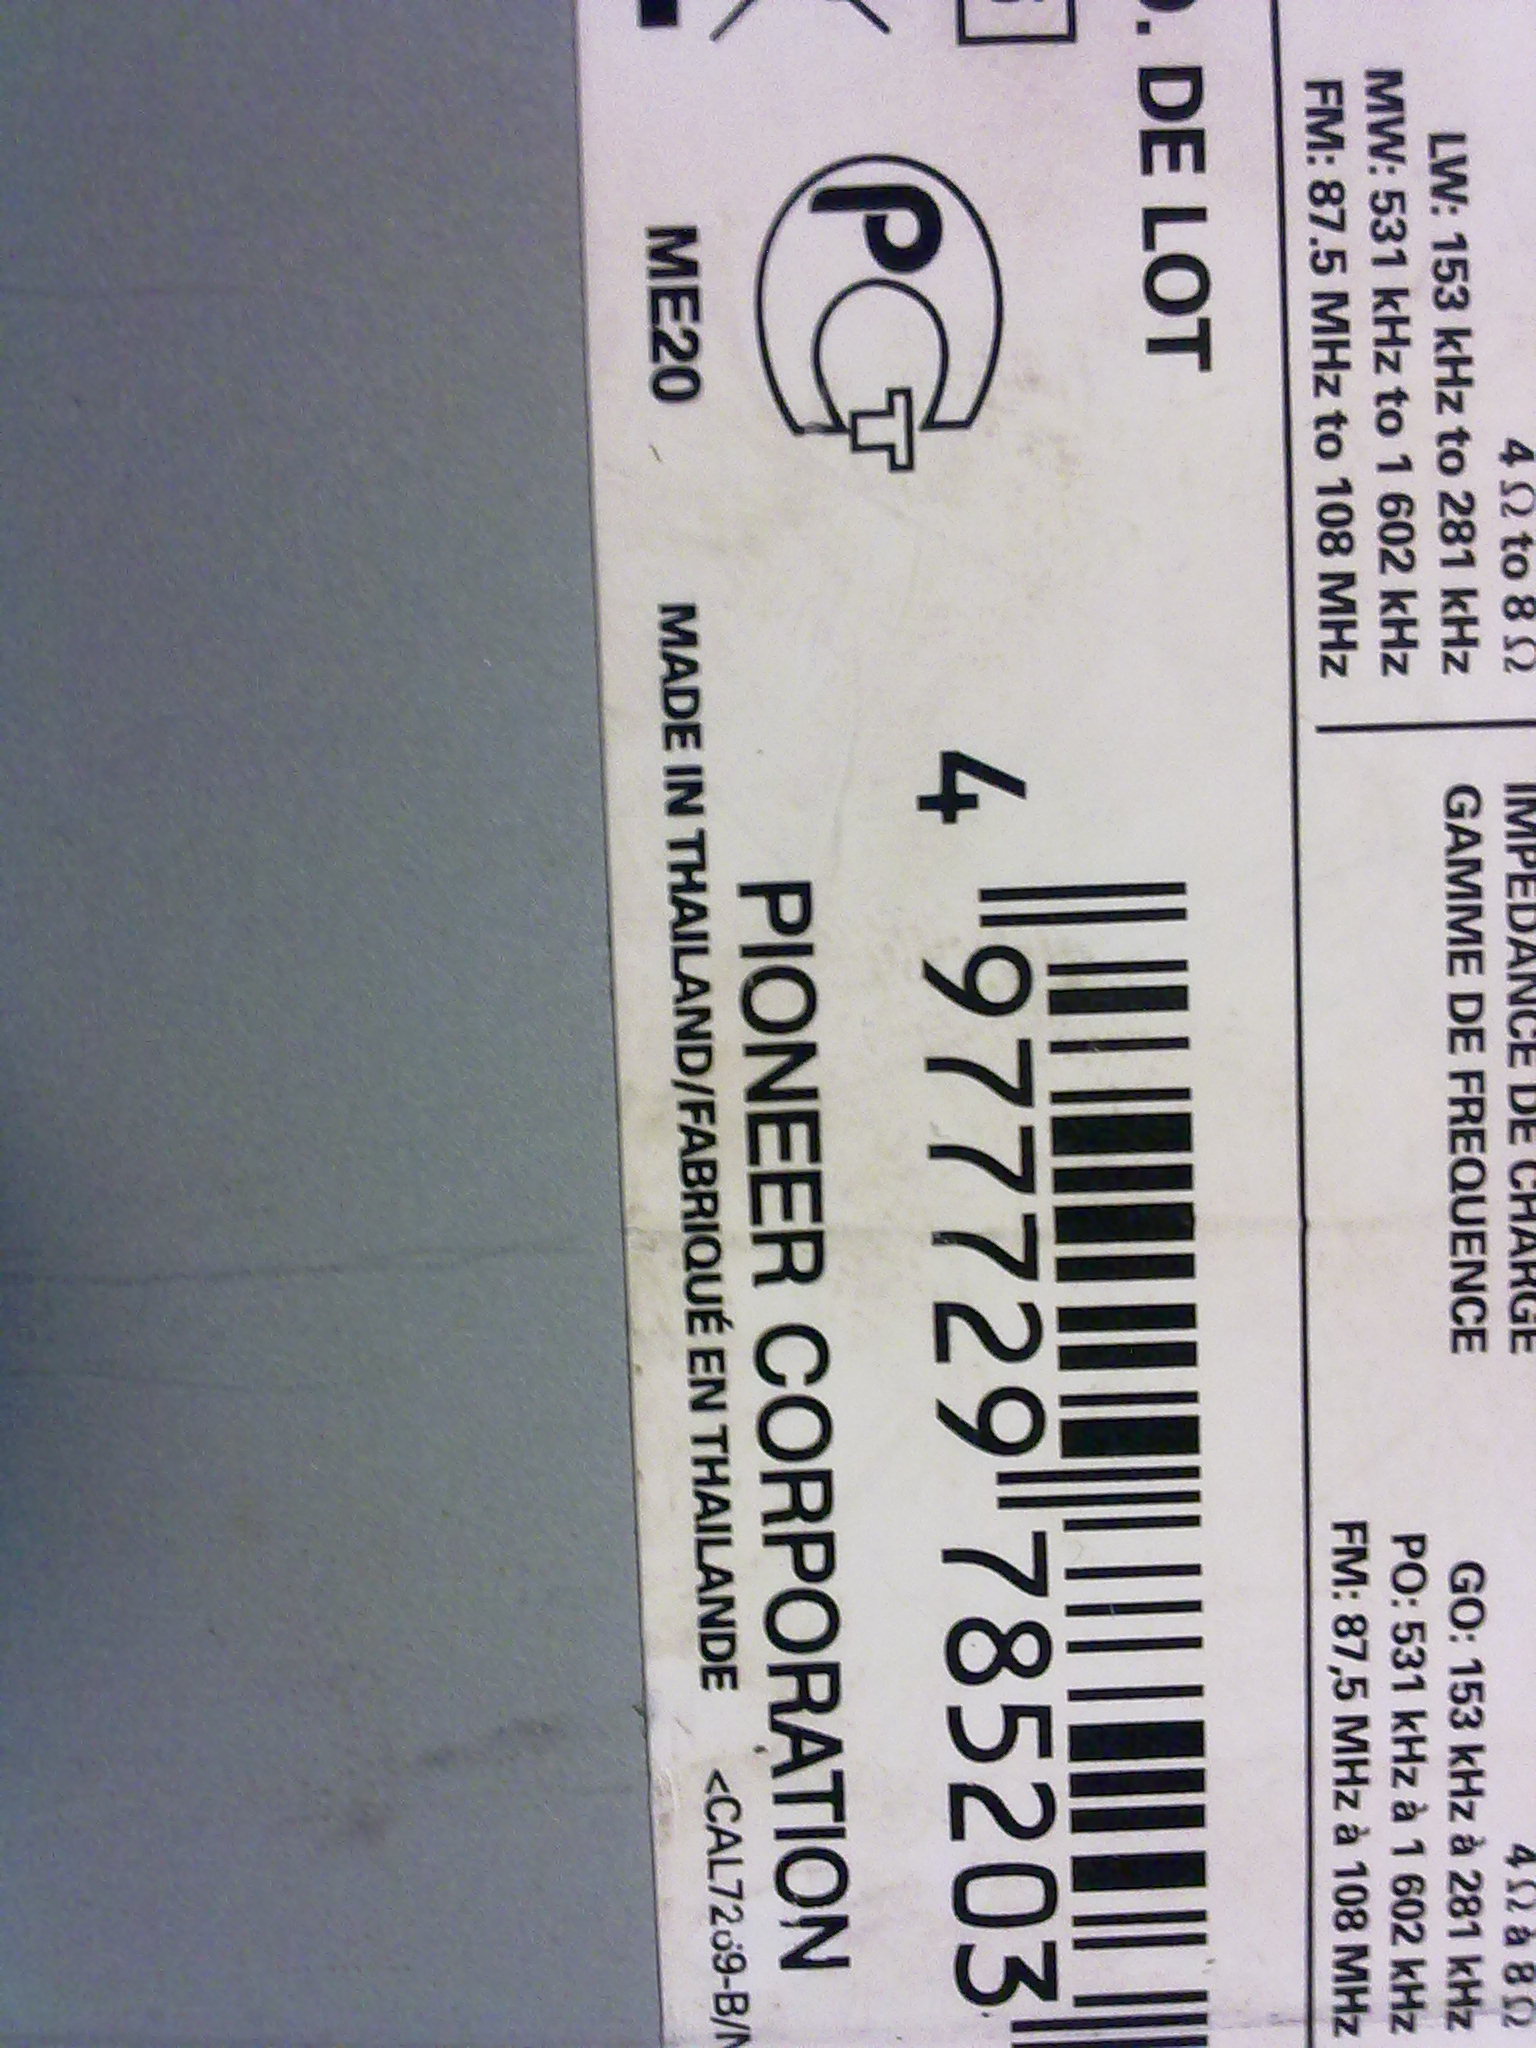 4 Ω to 8 Ω
LW: 153 kHz to 281 kHz
MW: 531 kHz to 1 602 kHz
FM: 87.5 MHz to 108 MHz
IMPEDANCE DE CHARGE
4 Ω à 8 Ω
GAMME DE FREQUENCE
GO: 153 kHz à 281 kHz
PO: 531 kHz à 1 602 kHz
FM: 87,5 MHz à 108 MHz
DE LOT
PCT
4 977729 785203
PIONEER CORPORATION
ME20
MADE IN THAILAND/FABRIQUÉ EN THAILANDE